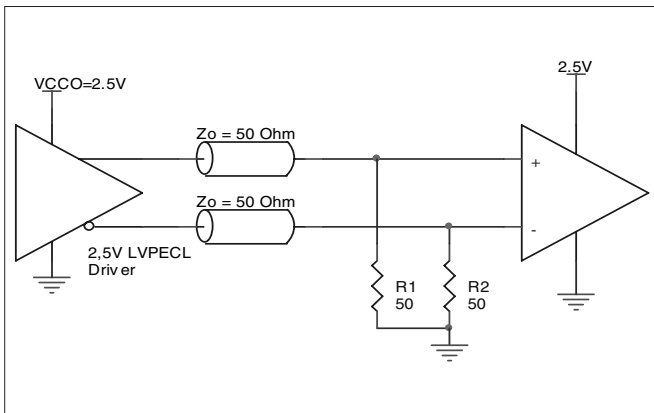 VCCO=2.5V
2.5V
Zo = 50 Ohm
+
Zo = 50 Ohm
-
2,5V LVPECL
Driver
R1
50
R2
50